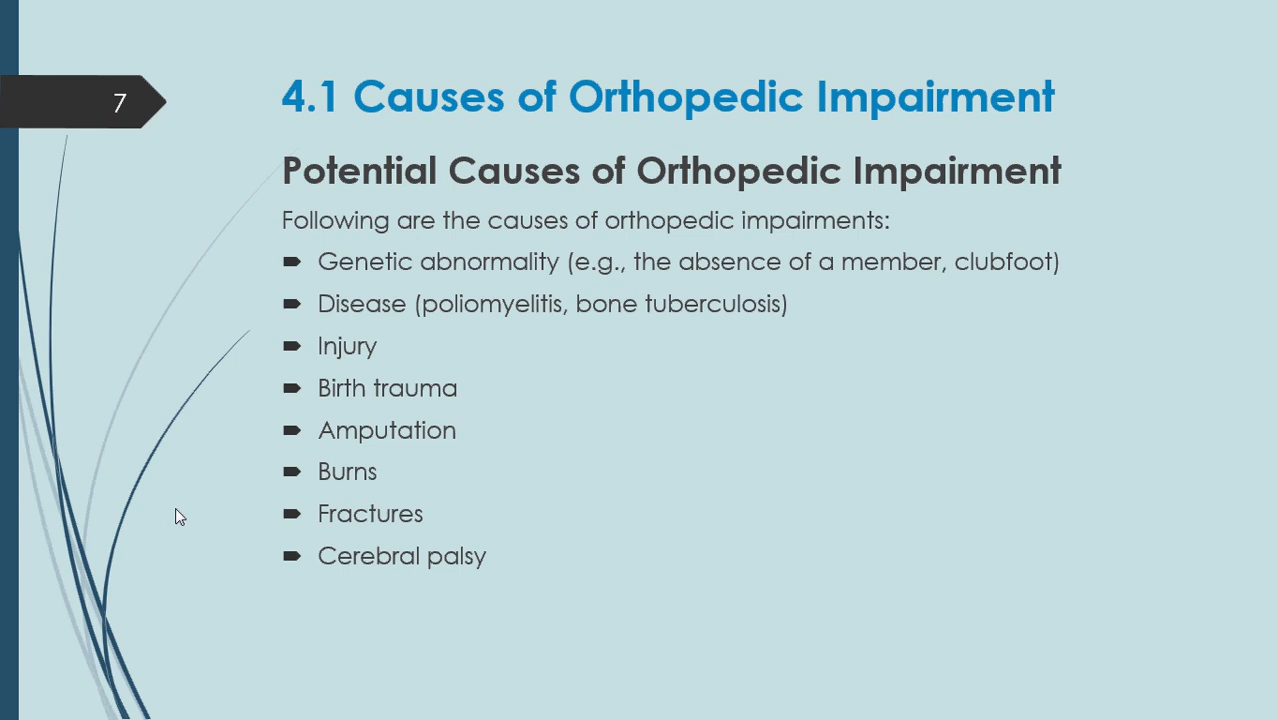 7
4.1 Causes of Orthopedic Impairment
Potential Causes of Orthopedic Impairment
Following are the causes of orthopedic impairments:
Genetic abnormality (e.g., the absence of a member, clubfoot)
Disease (poliomyelitis, bone tuberculosis)
Injury
Birth trauma
Amputation
Burns
Fractures
Cerebral palsy